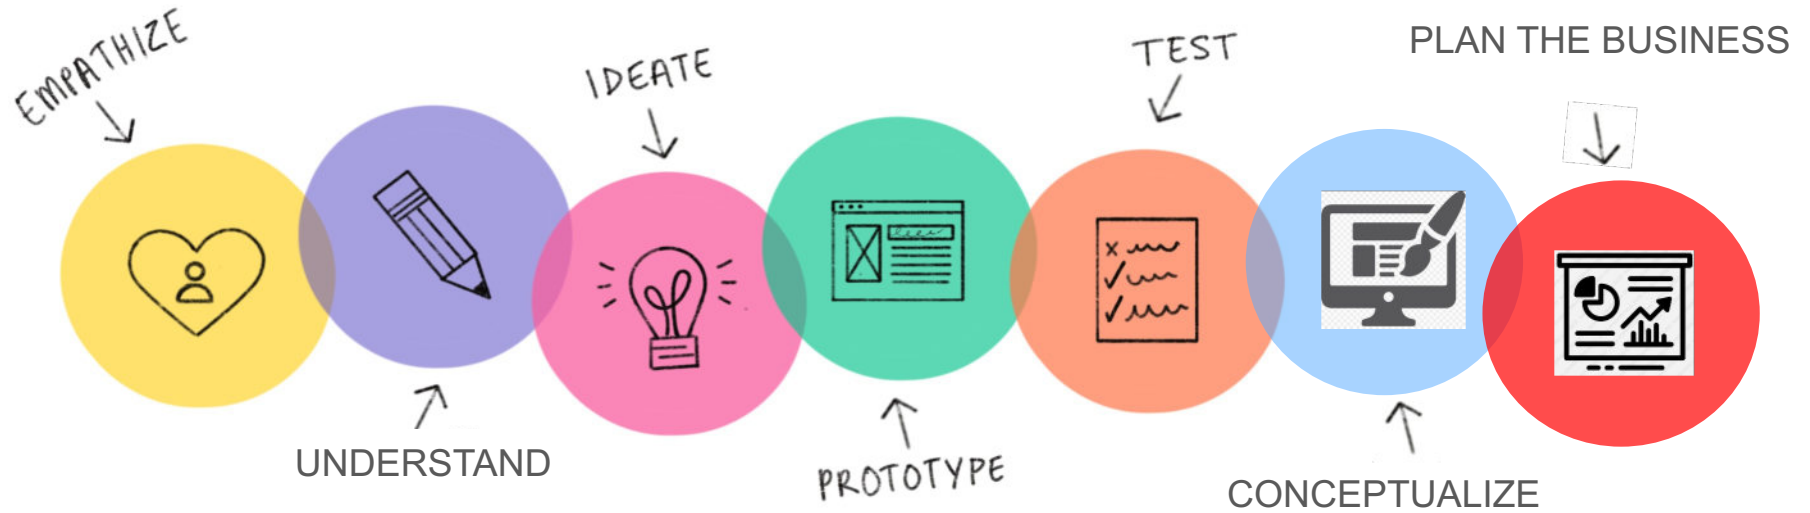 EMPATHIZE
UNDERSTAND
IDEATE
PROTOTYPE
TEST
CONCEPTUALIZE
PLAN THE BUSINESS